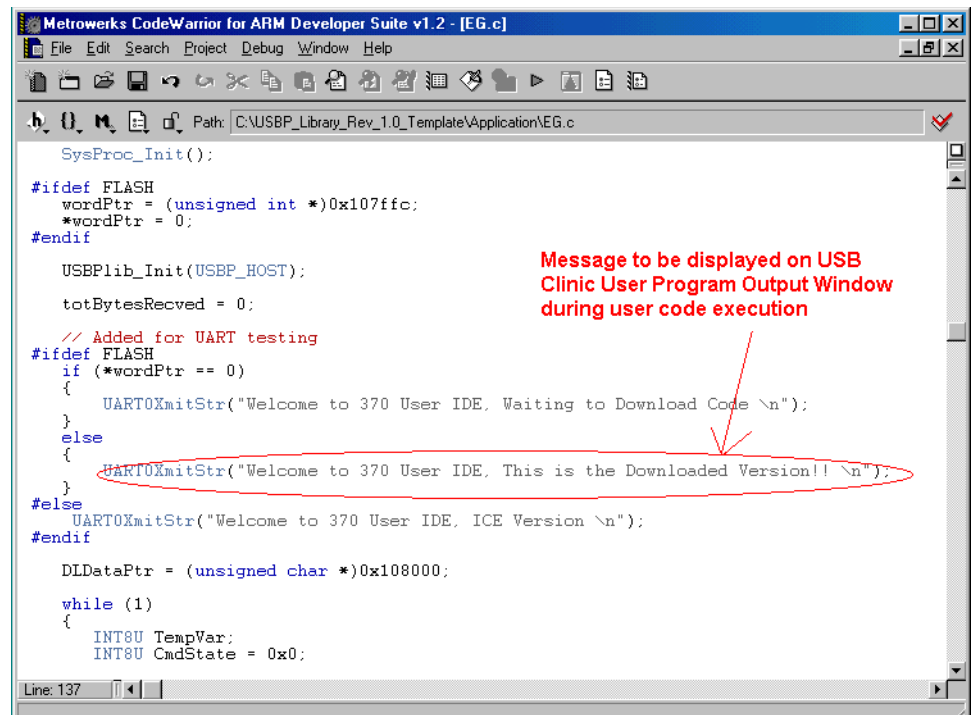 Metrowerks CodeWarrior for ARM Developer Suite v1.2 - [EG.c]
File Edit Search Project Debug Window Help
Path: C:\USBP_Library_Rev_1.0_Template\Application\EG.c
SysProc_Init();
#ifdef FLASH
wordPtr = (unsigned int *)0x107ffc;
*wordPtr = 0;
#endif
USBPlib_Init(USBP_HOST);
totBytesRecved = 0;
Message to be displayed on USB
Clinic User Program Output Window
during user code execution
// Added for UART testing
#ifdef FLASH
if (*wordPtr == 0)
{
UART0XmitStr("Welcome to 370 User IDE, Waiting to Download Code \n");
}
else
{
UART0XmitStr("Welcome to 370 User IDE, This is the Downloaded Version!! \n");
}
#else
UART0XmitStr("Welcome to 370 User IDE, ICE Version \n");
#endif
DLDataPtr = (unsigned char *)0x108000;
while (1)
{
INT8U TempVar;
INT8U CmdState = 0x0;
Line: 137